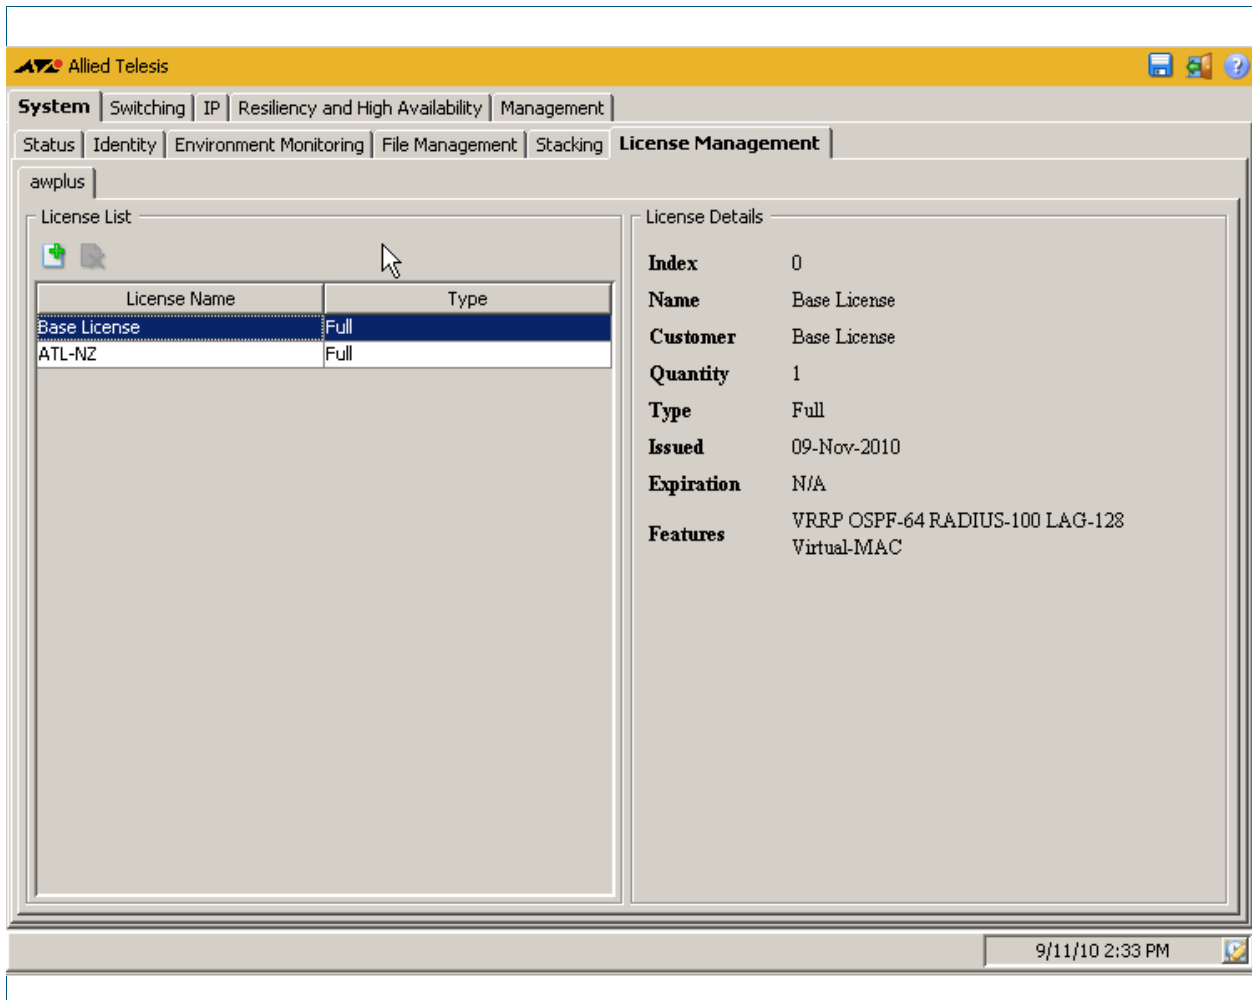 Allied Telesis
System Switching IP Resiliency and High Availability Management
Status Identity Environment Monitoring File Management Stacking License Management
awplus
License List
License Name Type
Base License Full
ATL-NZ Full
License Details
Index 0
Name Base License
Customer Base License
Quantity 1
Type Full
Issued 09-Nov-2010
Expiration N/A
Features VRRP OSPF-64 RADIUS-100 LAG-128
Virtual-MAC
9/11/10 2:33 PM